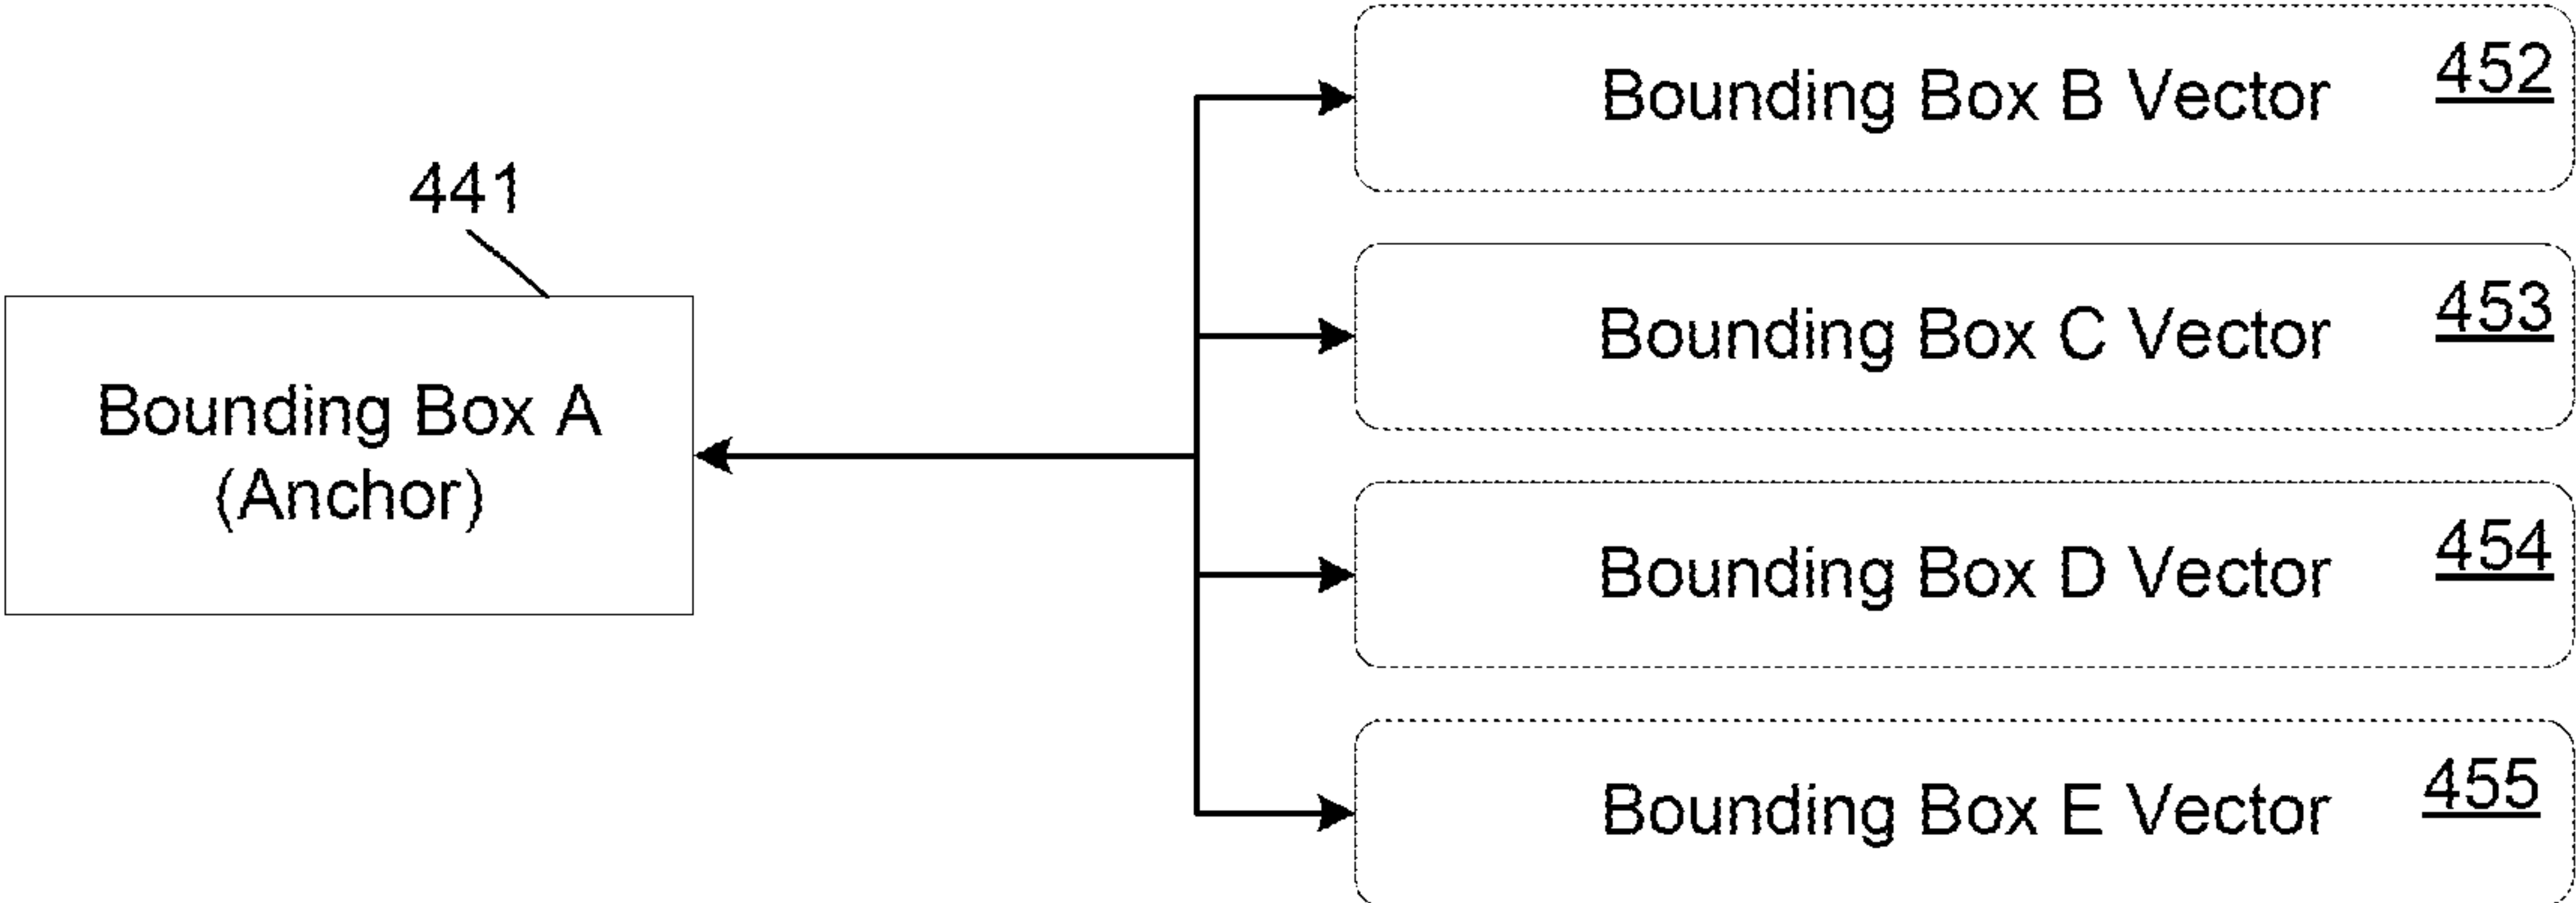 441
Bounding Box A
(Anchor)
Bounding Box B Vector 452
Bounding Box C Vector 453
Bounding Box D Vector 454
Bounding Box E Vector 455